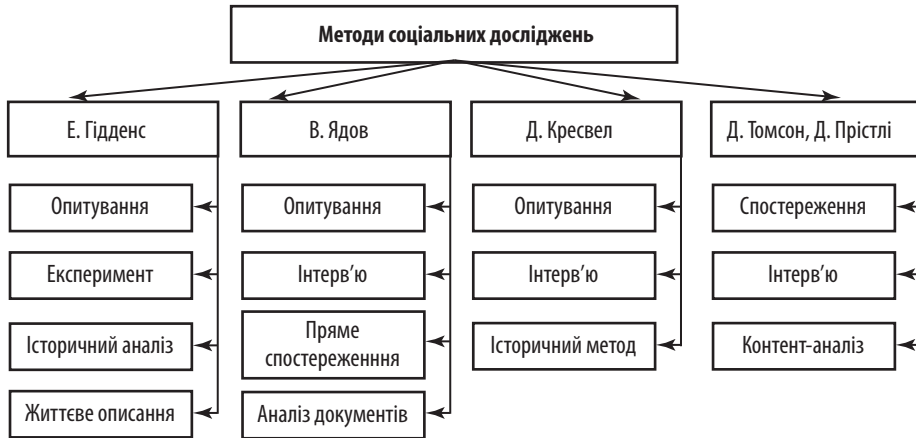 Методи соціальних досліджень
Е. Гідденс
В. Ядов
Д. Кресвел
Д. Томсон, Д. Прістлі
Опитування
Опитування
Опитування
Спостереження
Експеримент
Інтерв’ю
Інтерв’ю
Інтерв’ю
Історичний аналіз
Пряме
спостереженння
Історичний метод
Контент-аналіз
Життєве описання
Аналіз документів